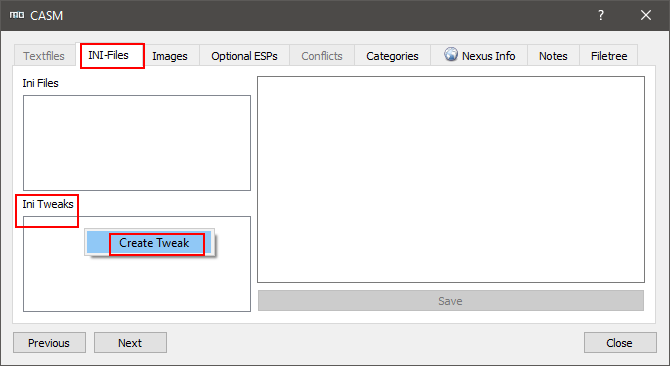 CASM
?
Textfiles INI-Files Images Optional ESPs Conflicts Categories Nexus Info Notes Filetree
Ini Files
Ini Tweaks
Create Tweak
Save
Previous Next Close